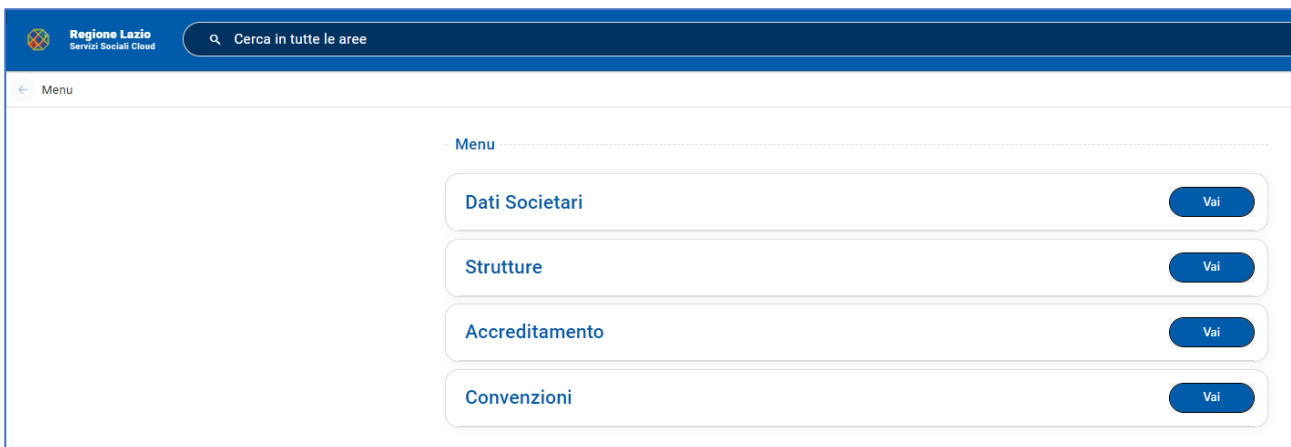 Regione Lazio
Servizi Sociali Cloud
Cerca in tutte le aree
Menu
Menu
Dati Societari
Vai
Strutture
Vai
Accreditamento
Vai
Convenzioni
Vai